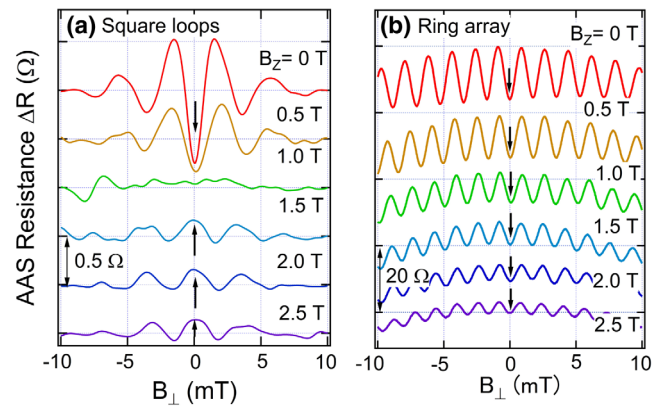 (a) Square loops
B_Z= 0 T
0.5 T
1.0 T
1.5 T
2.0 T
2.5 T
0.5 Ω
AAS Resistance ΔR (Ω)
-10 -5 0 5 10
B⊥ (mT)
(b) Ring array
B_Z= 0 T
0.5 T
1.0 T
1.5 T
2.0 T
2.5 T
20 Ω
-10 -5 0 5 10
B⊥ (mT)